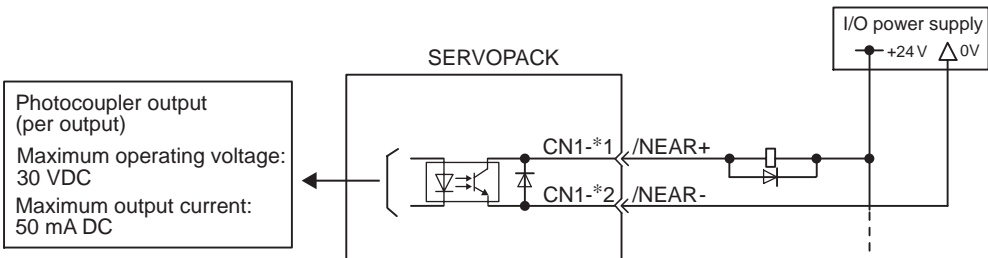 I/O power supply
+24 V
0V
SERVOPACK
Photocoupler output
(per output)
Maximum operating voltage:
30 VDC
Maximum output current:
50 mA DC
CN1-*1
/NEAR+
CN1-*2
/NEAR-